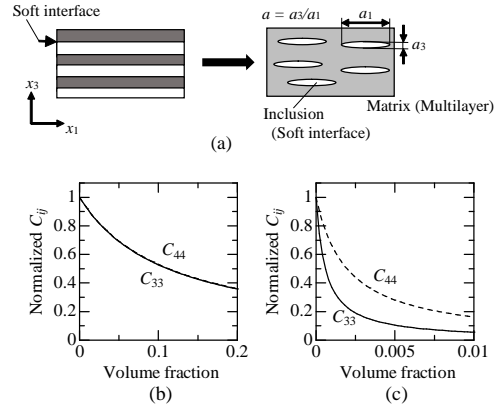 Soft interface
x3
x1
a = a3/a1
a1
a3
Inclusion
(Soft interface)
Matrix (Multilayer)
(a)
Normalized Cij
1
0.8
0.6
0.4
0.2
0
C44
C33
0
0.1
0.2
Volume fraction
(b)
Normalized Cij
1
0.8
0.6
0.4
0.2
0
C44
C33
0
0.005
0.01
Volume fraction
(c)